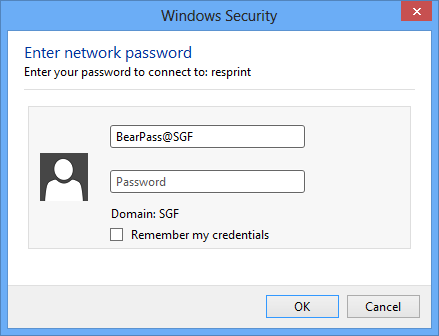 Windows Security
Enter network password
Enter your password to connect to: resprint
BearPass@SGF
Password
Domain: SGF
Remember my credentials
OK
Cancel